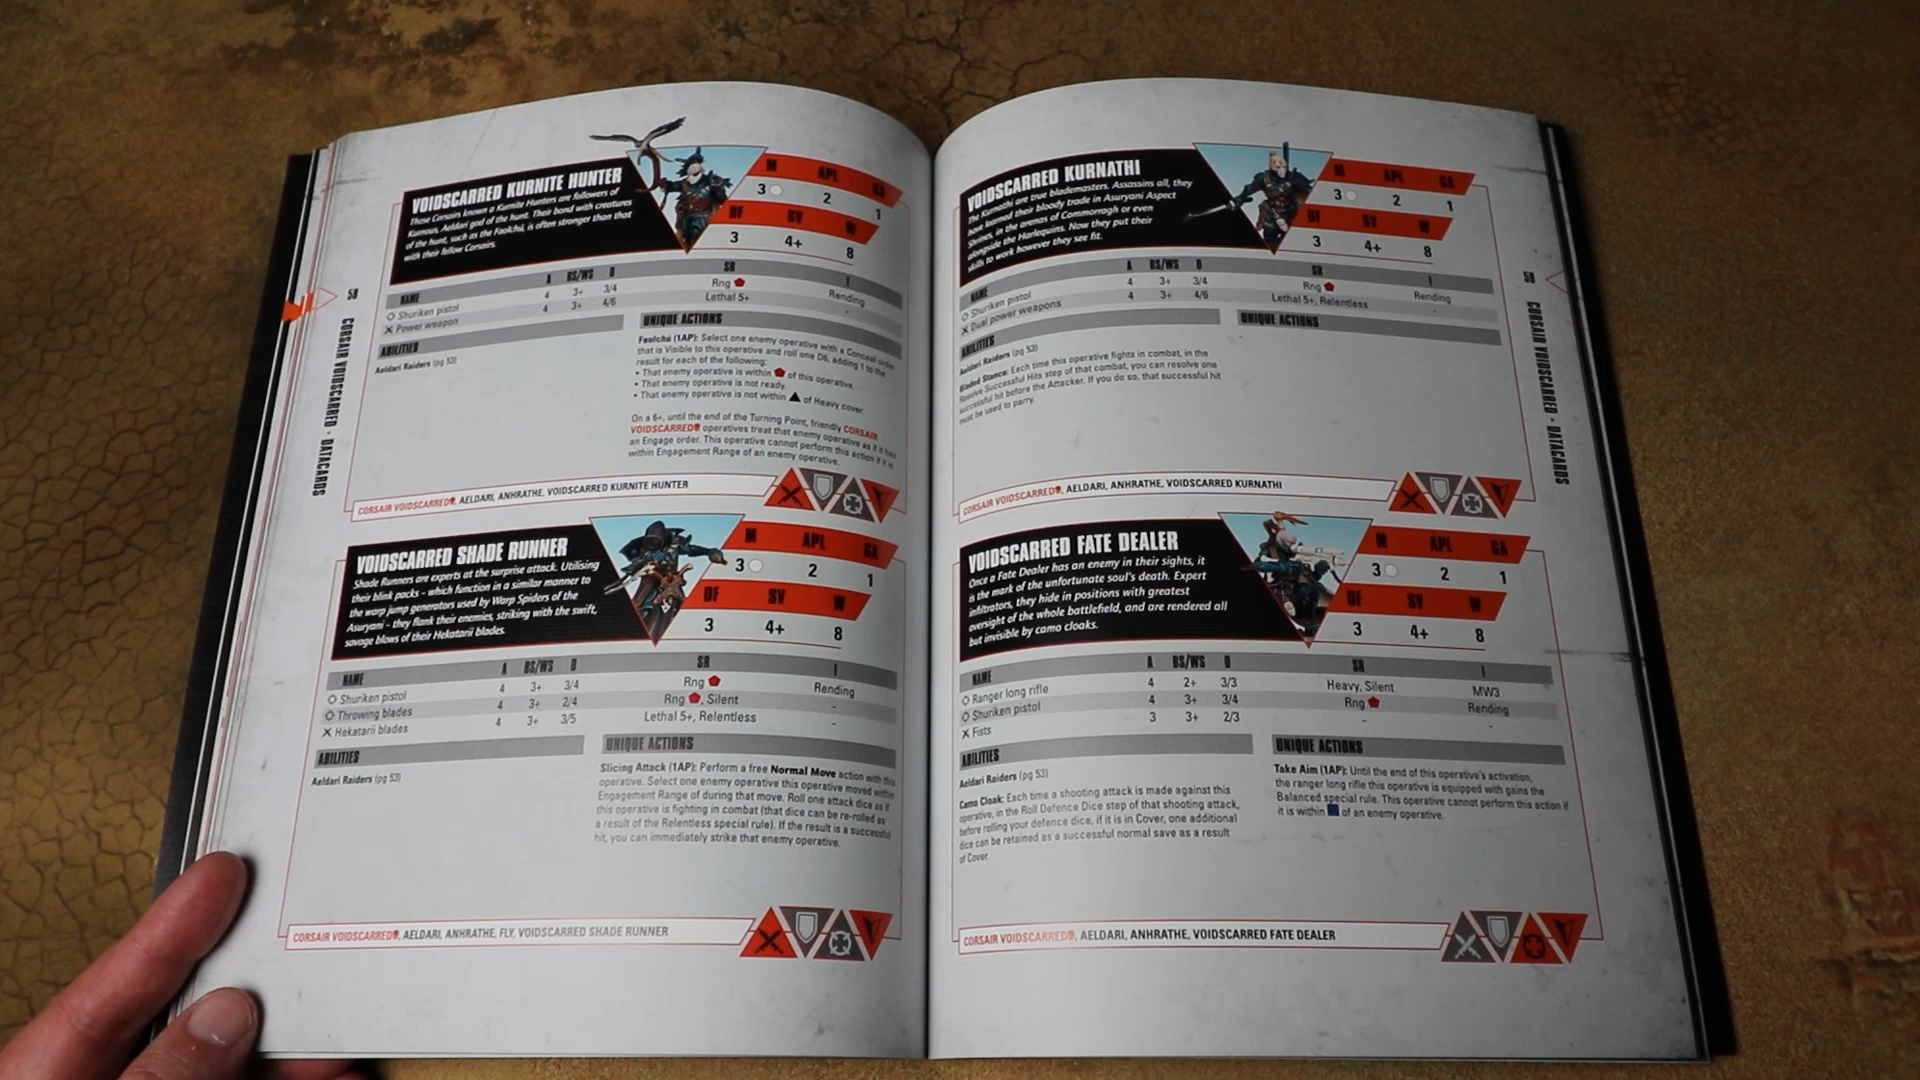 VOIDSCARRED KURNITE HUNTER
These Corsairs known a Kurnite Hunters are followers of
Kurnous, Aeldari god of the hunt. Their bond with creatures
of the hunt, such as the Faolchú, is often stronger than that
with their fellow Corsairs.
M APL GA
3 2 1
DF SV W
3 4+ 8
NAME A BS/WS D SR !
Shuriken pistol 4 3+ 3/4 Rng Rending
Power weapon 4 3+ 4/6 Lethal 5+ -
ABILITIES
Aeldari Raiders (pg 53)
UNIQUE ACTIONS
Faolchú (1AP): Select one enemy operative with a Conceal order
that is Visible to this operative and roll one D6, adding 1 to the
result for each of the following:
• That enemy operative is within of this operative.
• That enemy operative is not ready.
• That enemy operative is not within of Heavy cover.
On a 6+, until the end of the Turning Point, friendly CORSAIR
VOIDSCARRED operatives treat that enemy operative as if it has
an Engage order. This operative cannot perform this action if it is
within Engagement Range of an enemy operative.
CORSAIR VOIDSCARRED, AELDARI, ANHRATHE, VOIDSCARRED KURNITE HUNTER
VOIDSCARRED SHADE RUNNER
Shade Runners are experts at the surprise attack. Utilising
their blink packs - which function in a similar manner to
the warp jump generators used by Warp Spiders of the
Asuryani - they flank their enemies, striking with the swift,
savage blows of their Hekatarii blades.
M APL GA
3 2 1
DF SV W
3 4+ 8
NAME A BS/WS D SR !
Shuriken pistol 4 3+ 3/4 Rng Rending
Throwing blades 4 3+ 2/4 Rng , Silent -
Hekatarii blades 4 3+ 3/5 Lethal 5+, Relentless -
ABILITIES
Aeldari Raiders (pg 53)
UNIQUE ACTIONS
Slicing Attack (1AP): Perform a free Normal Move action with this
operative. Select one enemy operative this operative moved within
Engagement Range of during that move. Roll one attack dice as if
this operative is fighting in combat (that dice can be re-rolled as
a result of the Relentless special rule). If the result is a successful
hit, you can immediately strike that enemy operative.
CORSAIR VOIDSCARRED, AELDARI, ANHRATHE, FLY, VOIDSCARRED SHADE RUNNER
58
CORSAIR VOIDSCARRED - DATACARDS
VOIDSCARRED KURNATHI
The Kurnathi are true blademasters. Assassins all, they
have learned their bloody trade in Asuryani Aspect
Shrines, in the arenas of Commorragh or even
alongside the Harlequins. Now they put their
skills to work however they see fit.
M APL GA
3 2 1
DF SV W
3 4+ 8
NAME A BS/WS D SR !
Shuriken pistol 4 3+ 3/4 Rng Rending
Dual power weapons 4 3+ 4/6 Lethal 5+, Relentless -
ABILITIES
Aeldari Raiders (pg 53)
Bladed Stance: Each time this operative fights in combat, in the
Resolve Successful Hits step of that combat, you can resolve one
successful hit before the Attacker. If you do so, that successful hit
must be used to parry.
UNIQUE ACTIONS
CORSAIR VOIDSCARRED, AELDARI, ANHRATHE, VOIDSCARRED KURNATHI
VOIDSCARRED FATE DEALER
Once a Fate Dealer has an enemy in their sights, it
is the mark of the unfortunate soul's death. Expert
infiltrators, they hide in positions with greatest
oversight of the whole battlefield, and are rendered all
but invisible by camo cloaks.
M APL GA
3 2 1
DF SV W
3 4+ 8
NAME A BS/WS D SR !
Ranger long rifle 4 2+ 3/3 Heavy, Silent MW3
Shuriken pistol 4 3+ 3/4 Rng Rending
Fists 3 3+ 2/3 - -
ABILITIES
Aeldari Raiders (pg 53)
Camo Cloak: Each time a shooting attack is made against this
operative, in the Roll Defence Dice step of that shooting attack,
before rolling your defence dice, if it is in Cover, one additional
dice can be retained as a successful normal save as a result
of Cover.
UNIQUE ACTIONS
Take Aim (1AP): Until the end of this operative's activation,
the ranger long rifle this operative is equipped with gains the
Balanced special rule. This operative cannot perform this action if
it is within of an enemy operative.
CORSAIR VOIDSCARRED, AELDARI, ANHRATHE, VOIDSCARRED FATE DEALER
59
CORSAIR VOIDSCARRED - DATACARDS